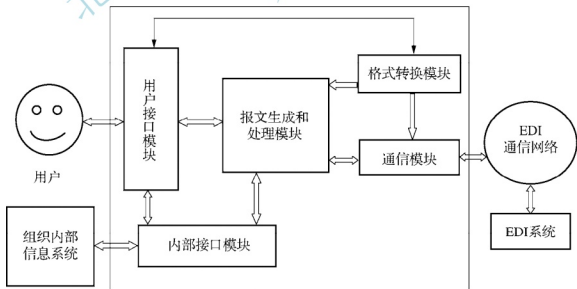 格式转换模块
用户接口模块
报文生成和
处理模块
EDI
通信网络
通信模块
用户
组织内部
信息系统
内部接口模块
EDI系统